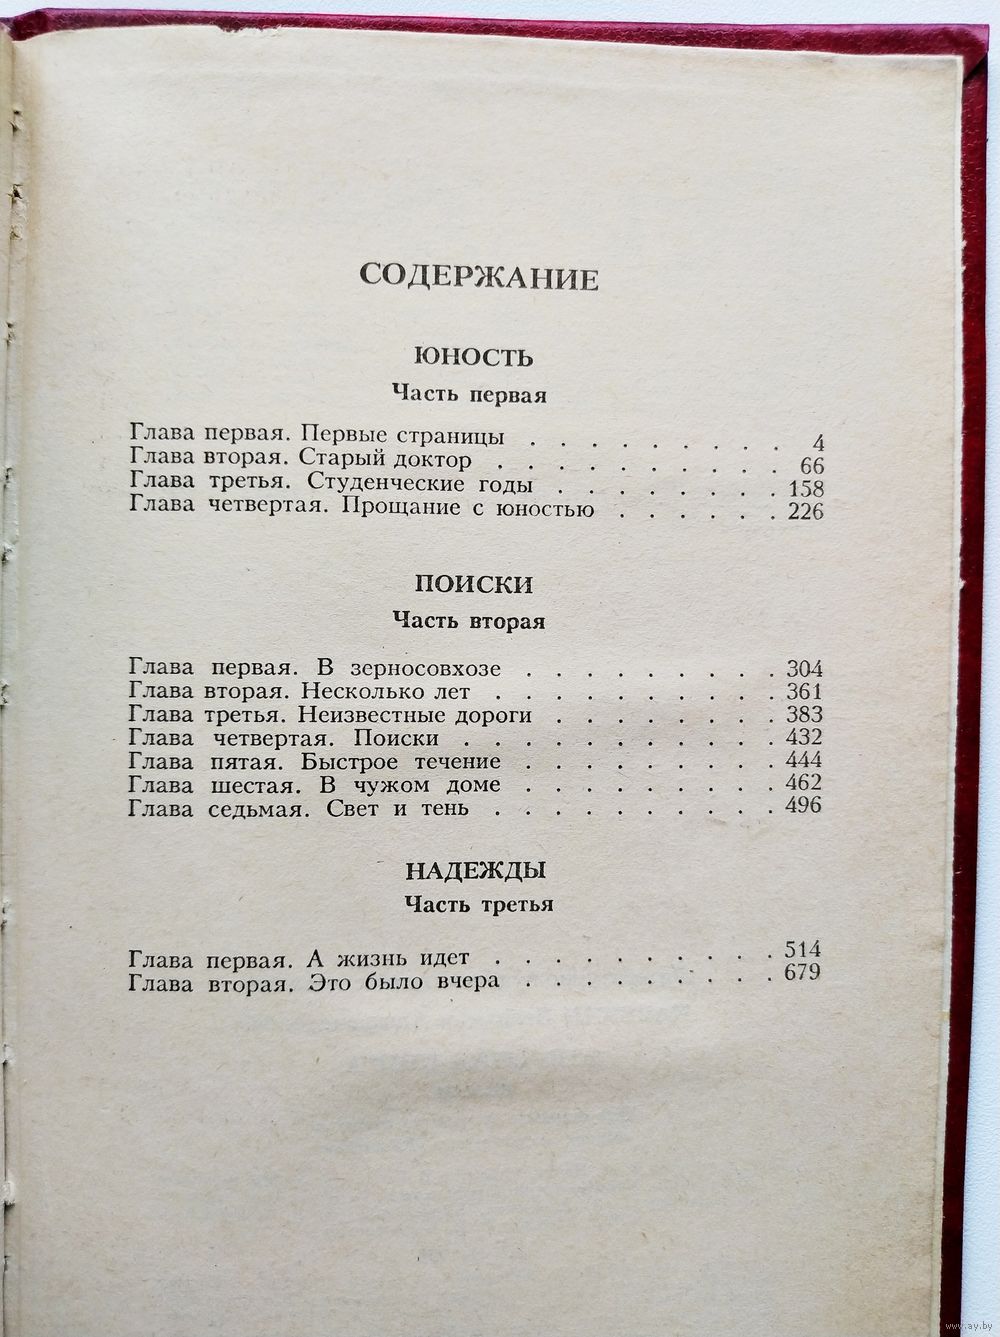 СОДЕРЖАНИЕ
ЮНОСТЬ
Часть первая
Глава первая. Первые страницы . . . . . . . . . 4
Глава вторая. Старый доктор . . . . . . . . . . 66
Глава третья. Студенческие годы . . . . . . . . 158
Глава четвертая. Прощание с юностью . . . . . . 226
ПОИСКИ
Часть вторая
Глава первая. В зерносовхозе . . . . . . . . . 304
Глава вторая. Несколько лет . . . . . . . . . . 361
Глава третья. Неизвестные дороги . . . . . . . . 383
Глава четвертая. Поиски . . . . . . . . . . . 432
Глава пятая. Быстрое течение . . . . . . . . . 444
Глава шестая. В чужом доме . . . . . . . . . 462
Глава седьмая. Свет и тень . . . . . . . . . . 496
НАДЕЖДЫ
Часть третья
Глава первая. А жизнь идет . . . . . . . . . . 514
Глава вторая. Это было вчера . . . . . . . . . 679
www.ay.by